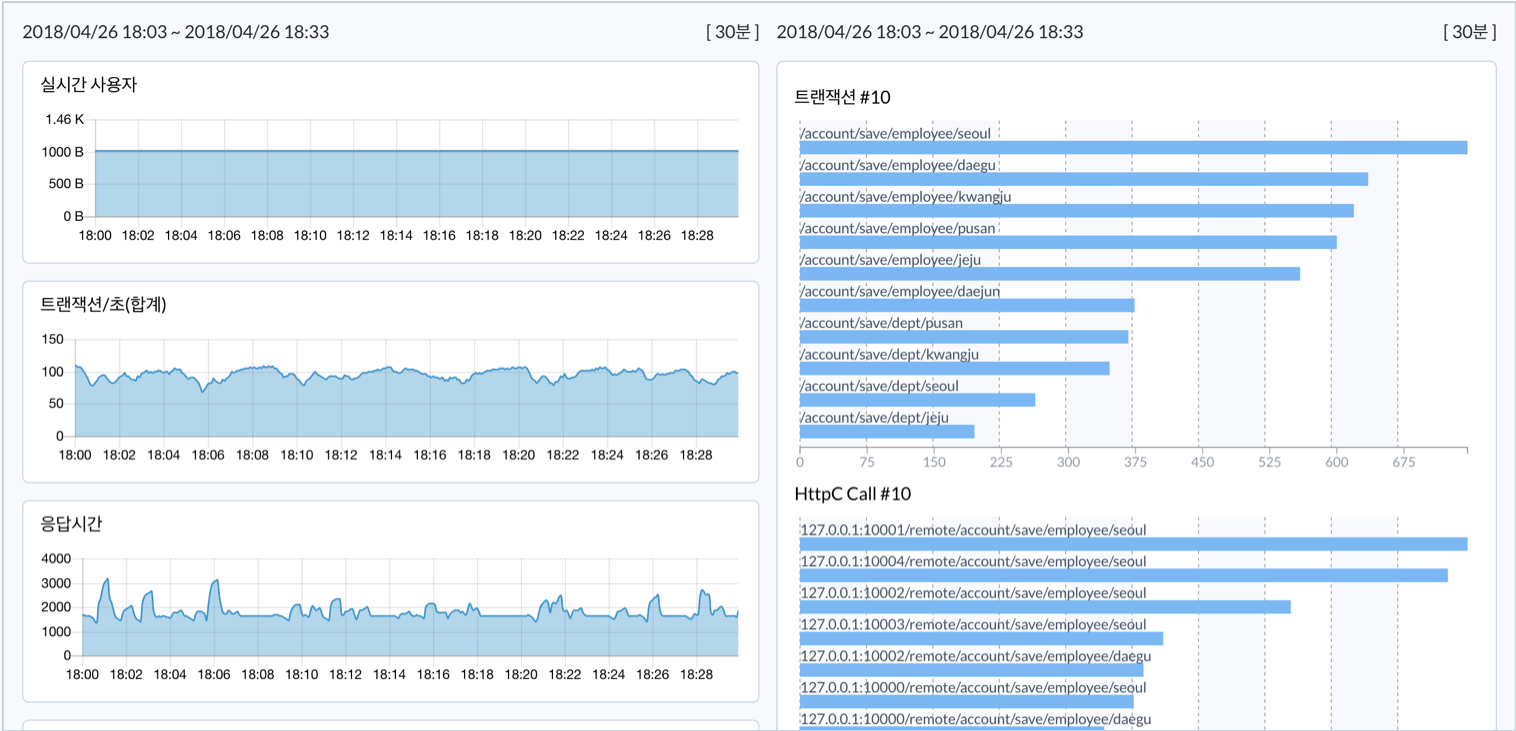 2018/04/26 18:03 ~ 2018/04/26 18:33 [ 30분 ]
실시간 사용자
1.46 K
1000 B
500 B
0 B
18:00 18:02 18:04 18:06 18:08 18:10 18:12 18:14 18:16 18:18 18:20 18:22 18:24 18:26 18:28
트랜잭션/초(합계)
150
100
50
0
18:00 18:02 18:04 18:06 18:08 18:10 18:12 18:14 18:16 18:18 18:20 18:22 18:24 18:26 18:28
응답시간
4000
3000
2000
1000
0
18:00 18:02 18:04 18:06 18:08 18:10 18:12 18:14 18:16 18:18 18:20 18:22 18:24 18:26 18:28
2018/04/26 18:03 ~ 2018/04/26 18:33 [ 30분 ]
트랜잭션 #10
/account/save/employee/seoul
/account/save/employee/daegu
/account/save/employee/kwangju
/account/save/employee/pusan
/account/save/employee/jeju
/account/save/employee/daejun
/account/save/dept/pusan
/account/save/dept/kwangju
/account/save/dept/seoul
/account/save/dept/jeju
0 75 150 225 300 375 450 525 600 675
HttpC Call #10
127.0.0.1:10001/remote/account/save/employee/seoul
127.0.0.1:10004/remote/account/save/employee/seoul
127.0.0.1:10002/remote/account/save/employee/seoul
127.0.0.1:10003/remote/account/save/employee/seoul
127.0.0.1:10002/remote/account/save/employee/daegu
127.0.0.1:10000/remote/account/save/employee/seoul
127.0.0.1:10000/remote/account/save/employee/daegu